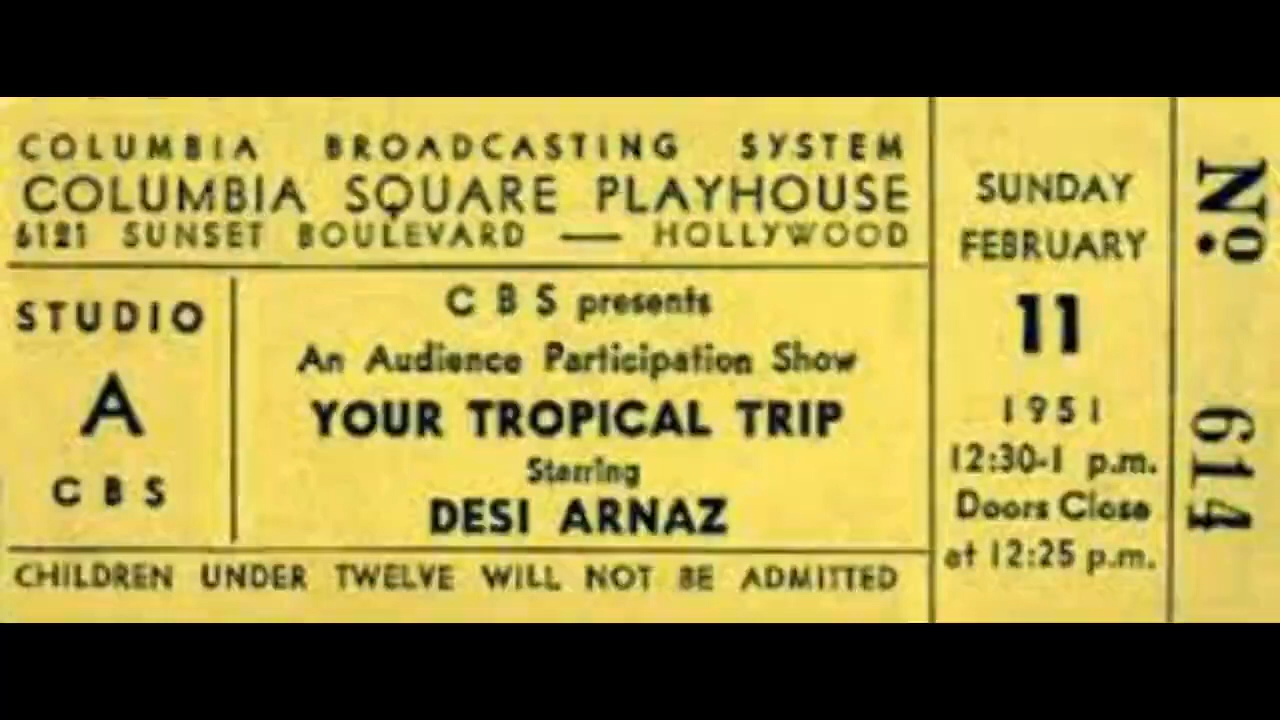 COLUMBIA BROADCASTING SYSTEM
COLUMBIA SQUARE PLAYHOUSE
6121 SUNSET BOULEVARD — HOLLYWOOD
STUDIO
A
CBS
CBS presents
An Audience Participation Show
YOUR TROPICAL TRIP
Starring
DESI ARNAZ
CHILDREN UNDER TWELVE WILL NOT BE ADMITTED
SUNDAY
FEBRUARY
11
1951
12:30-1 p.m.
Doors Close
at 12:25 p.m.
No. 614